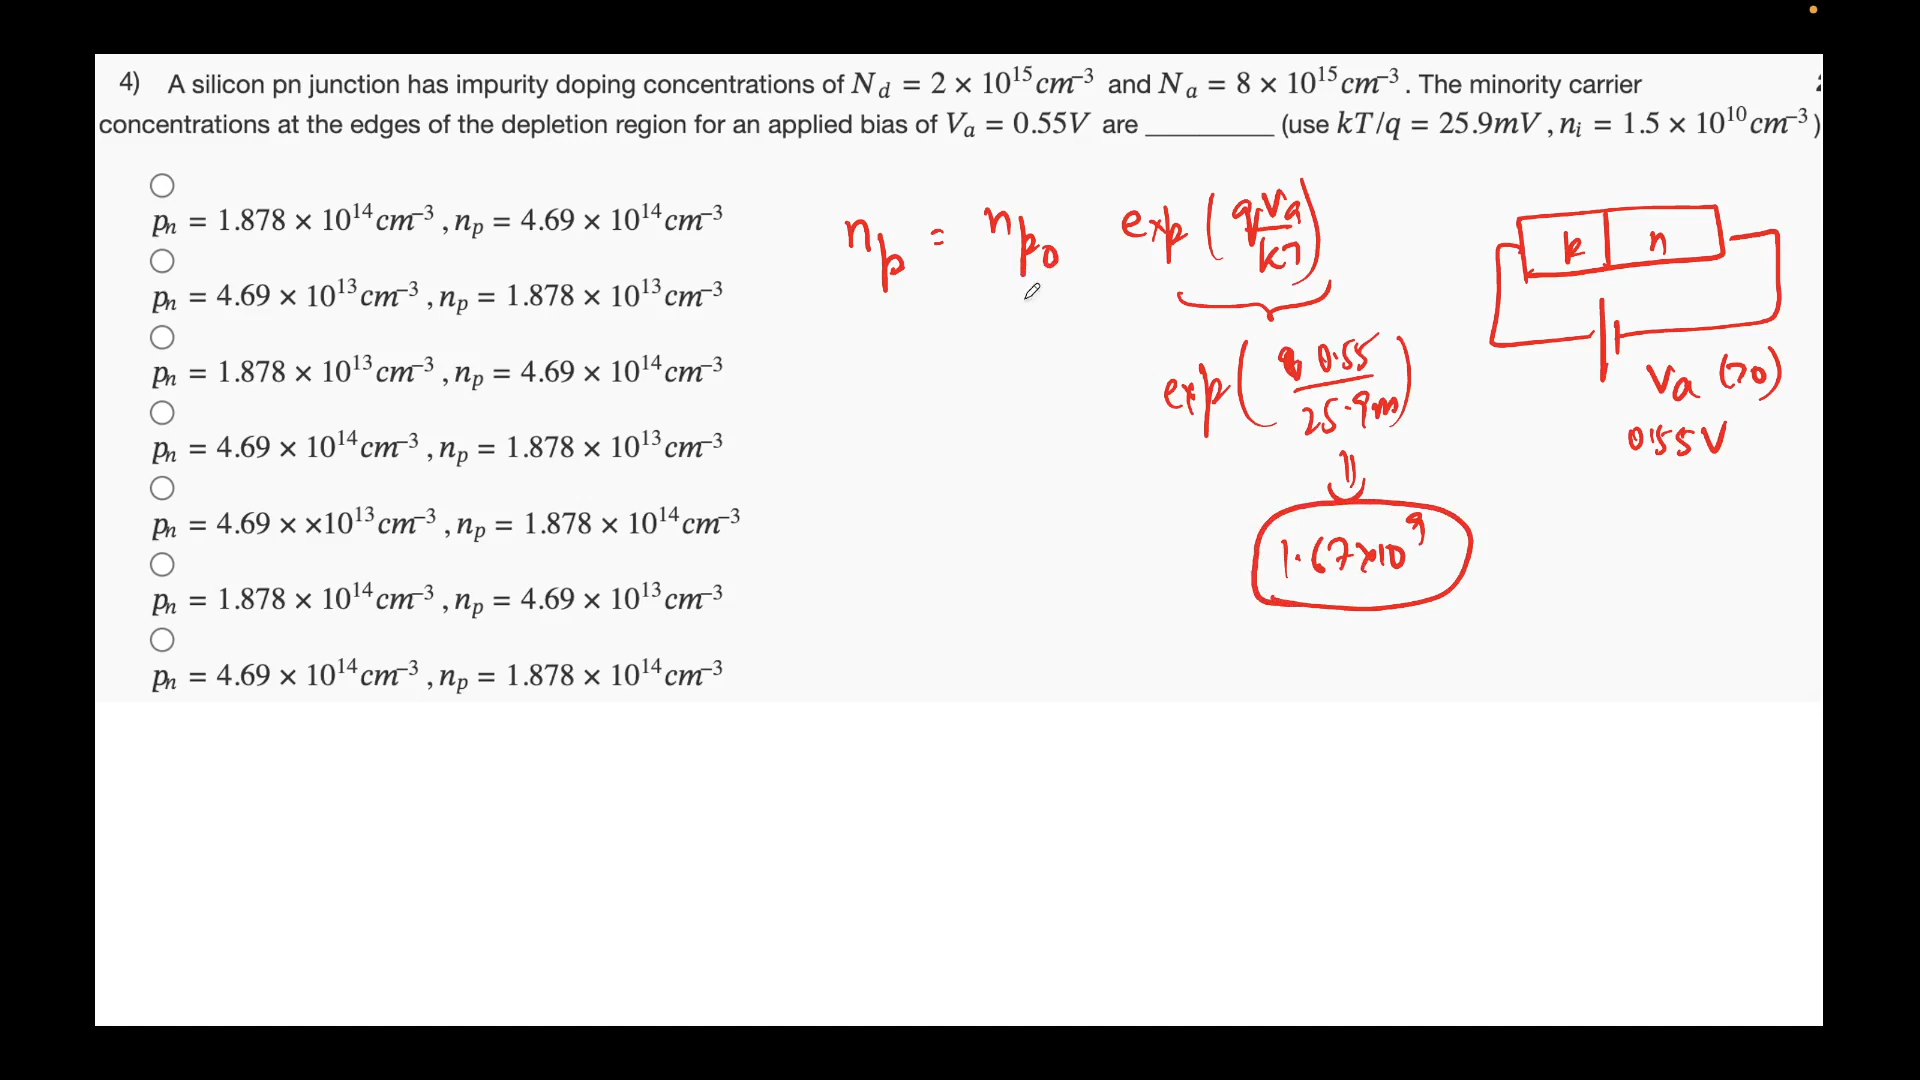 4) A silicon pn junction has impurity doping concentrations of N_d = 2 × 10^15 cm^−3 and N_a = 8 × 10^15 cm^−3. The minority carrier
concentrations at the edges of the depletion region for an applied bias of V_a = 0.55V are ________ (use kT/q = 25.9mV, n_i = 1.5 × 10^10 cm^−3)
p_n = 1.878 × 10^14 cm^−3, n_p = 4.69 × 10^14 cm^−3
p_n = 4.69 × 10^13 cm^−3, n_p = 1.878 × 10^13 cm^−3
p_n = 1.878 × 10^13 cm^−3, n_p = 4.69 × 10^14 cm^−3
p_n = 4.69 × 10^14 cm^−3, n_p = 1.878 × 10^13 cm^−3
p_n = 4.69 × ×10^13 cm^−3, n_p = 1.878 × 10^14 cm^−3
p_n = 1.878 × 10^14 cm^−3, n_p = 4.69 × 10^13 cm^−3
p_n = 4.69 × 10^14 cm^−3, n_p = 1.878 × 10^14 cm^−3
n_p = n_p0 exp(qVa/kT)
exp(0.55/25.9m)
1.67×10^9
p n
Va (>0)
0.55V